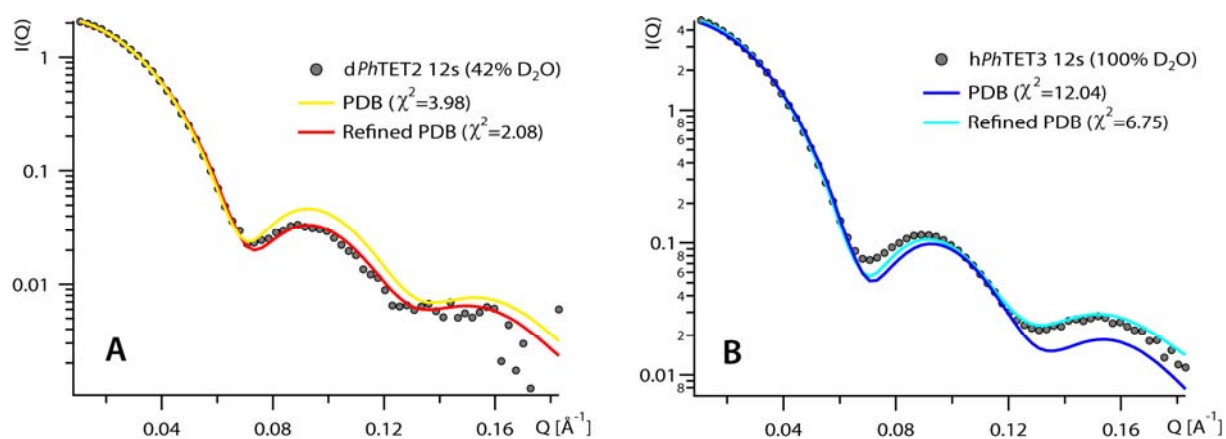 I(Q)
1
0.1
0.01
dPhTET2 12s (42% D₂O)
PDB (χ²=3.98)
Refined PDB (χ²=2.08)
A
0.04 0.08 0.12 0.16 Q [Å⁻¹]
I(Q)
4
2
1
8
6
4
2
0.1
8
6
4
2
0.01
8
hPhTET3 12s (100% D₂O)
PDB (χ²=12.04)
Refined PDB (χ²=6.75)
B
0.04 0.08 0.12 0.16 Q [A⁻¹]